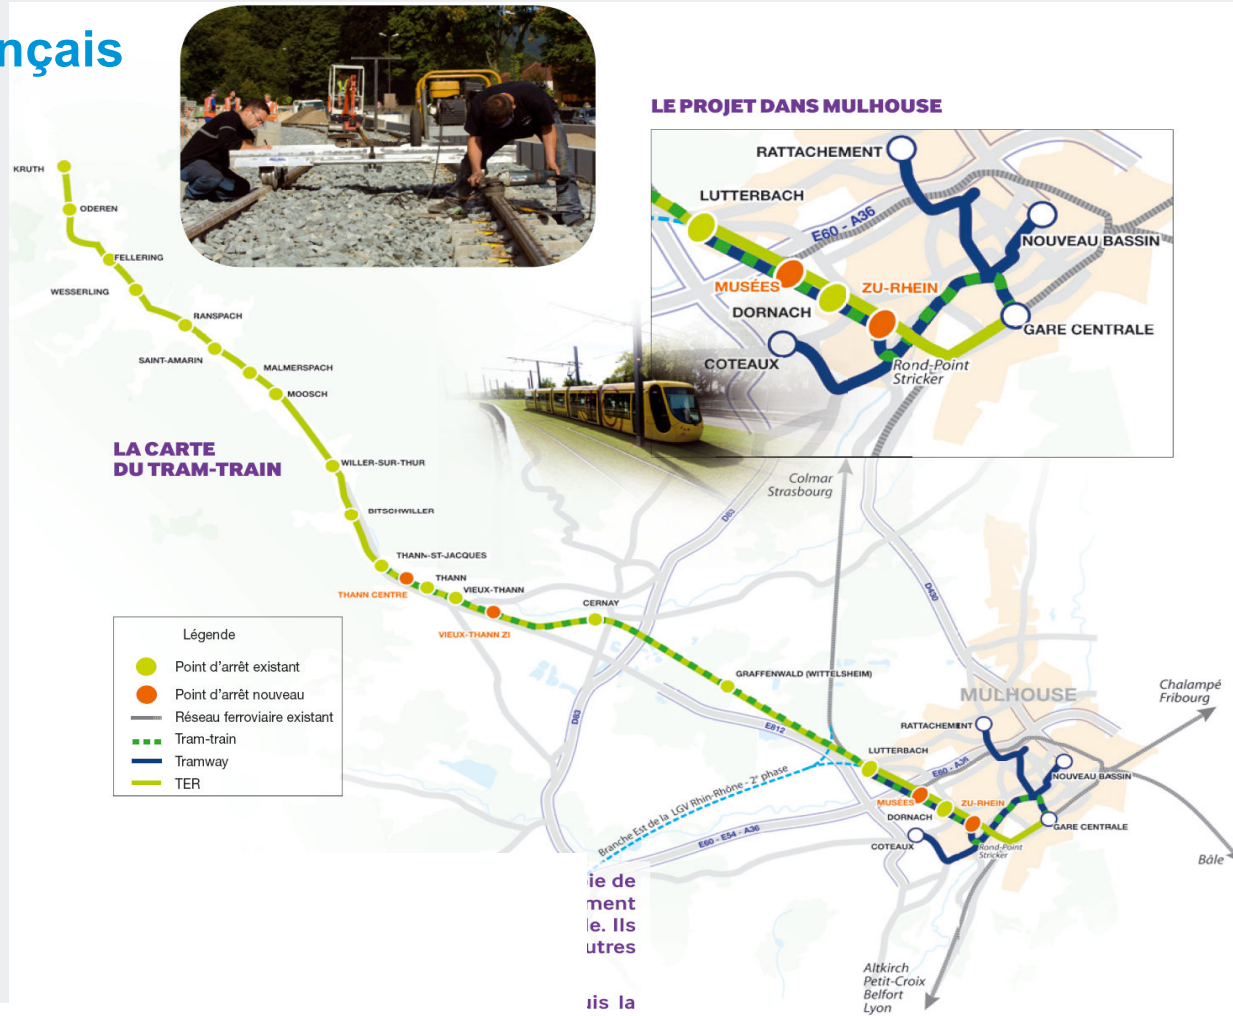 nçais
LE PROJET DANS MULHOUSE
RATTACHEMENT
LUTTERBACH
E60 - A36
NOUVEAU BASSIN
MUSÉES
ZU-RHEIN
DORNACH
GARE CENTRALE
COTEAUX
Rond-Point
Stricker
KRUTH
ODEREN
FELLERING
WESSERLING
RANSPACH
SAINT-AMARIN
MALMERSPACH
MOOSCH
LA CARTE
DU TRAM-TRAIN
WILLER-SUR-THUR
BITSCHWILLER
THANN-ST-JACQUES
THANN CENTRE
THANN
VIEUX-THANN
VIEUX-THANN ZI
CERNAY
GRAFFENWALD (WITTELSHEIM)
Colmar
Strasbourg
D83
D430
D83
E512
Légende
Point d'arrêt existant
Point d'arrêt nouveau
Réseau ferroviaire existant
Tram-train
Tramway
TER
MULHOUSE
Chalampé
Fribourg
RATTACHEMENT
LUTTERBACH
E60 - A36
NOUVEAU BASSIN
MUSÉES
ZU-RHEIN
DORNACH
GARE CENTRALE
COTEAUX
Rond-Point
Stricker
Bâle
Branche Est de la LGV Rhin-Rhône - 2e phase
E60 - E54 - A36
ie de
ment
le. Ils
utres
uis la
Altkirch
Petit-Croix
Belfort
Lyon